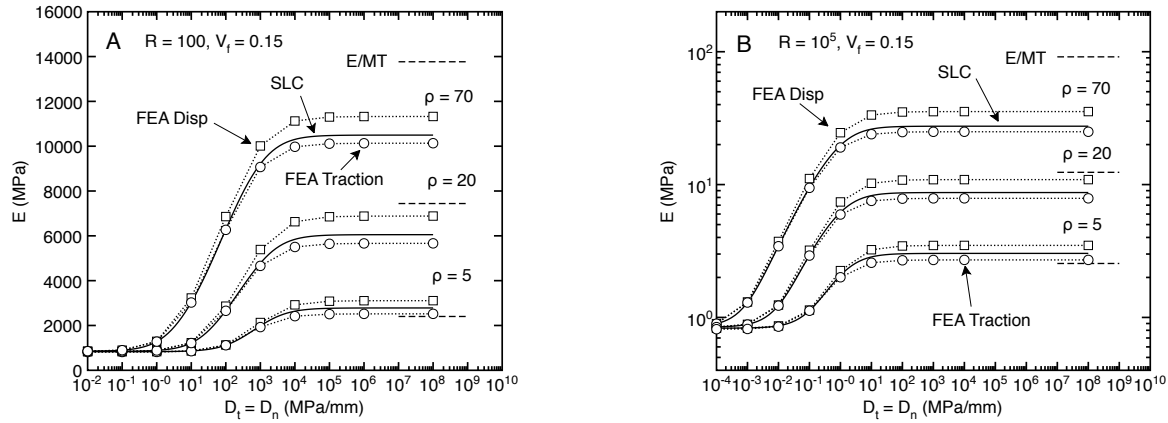 A
R = 100, V_f = 0.15
E/MT
SLC
ρ = 70
FEA Disp
FEA Traction
ρ = 20
ρ = 5
16000
14000
12000
10000
8000
6000
4000
2000
0
E (MPa)
10^-2 10^-1 10^-0 10^1 10^2 10^3 10^4 10^5 10^6 10^7 10^8 10^9 10^10
D_t = D_n (MPa/mm)
B
R = 10^5, V_f = 0.15
E/MT
SLC
ρ = 70
FEA Disp
ρ = 20
ρ = 5
FEA Traction
10^2
10^1
10^0
E (MPa)
10^-4 10^-3 10^-2 10^-1 10^-0 10^1 10^2 10^3 10^4 10^5 10^6 10^7 10^8 10^9 10^10
D_t = D_n (MPa/mm)